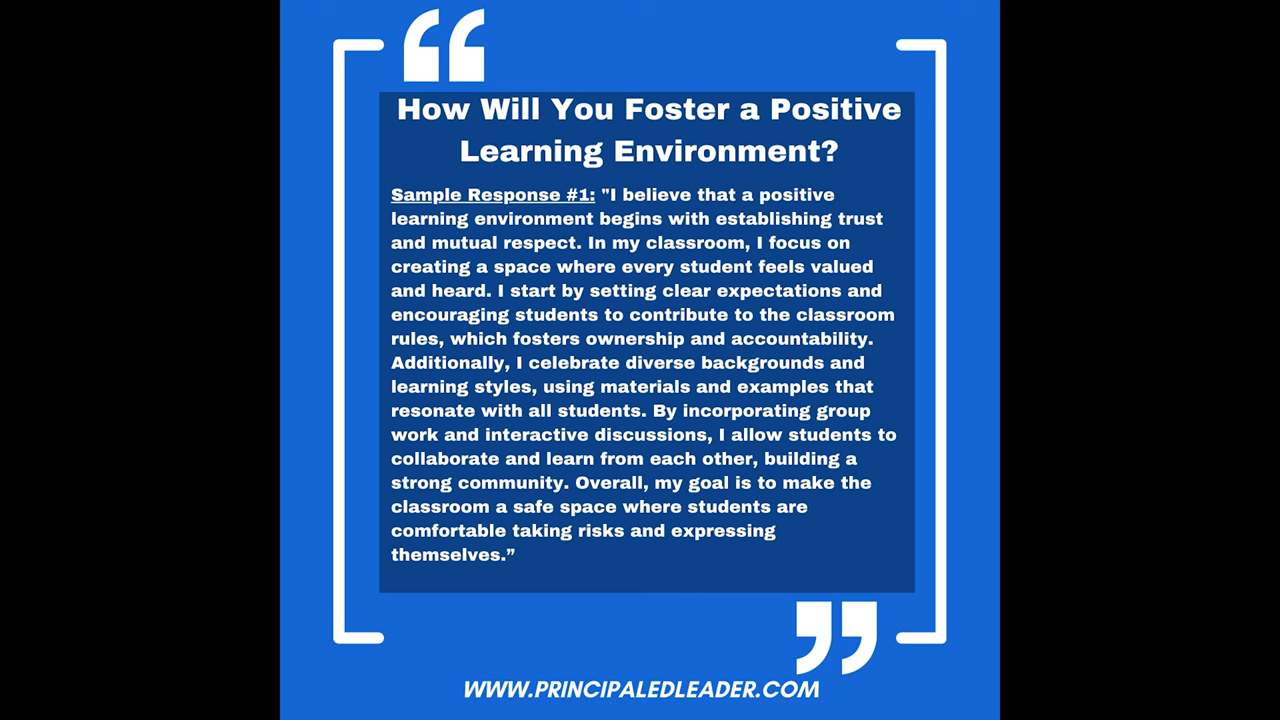 How Will You Foster a Positive
Learning Environment?
Sample Response #1: "I believe that a positive
learning environment begins with establishing trust
and mutual respect. In my classroom, I focus on
creating a space where every student feels valued
and heard. I start by setting clear expectations and
encouraging students to contribute to the classroom
rules, which fosters ownership and accountability.
Additionally, I celebrate diverse backgrounds and
learning styles, using materials and examples that
resonate with all students. By incorporating group
work and interactive discussions, I allow students to
collaborate and learn from each other, building a
strong community. Overall, my goal is to make the
classroom a safe space where students are
comfortable taking risks and expressing
themselves.”
WWW.PRINCIPALEDLEADER.COM